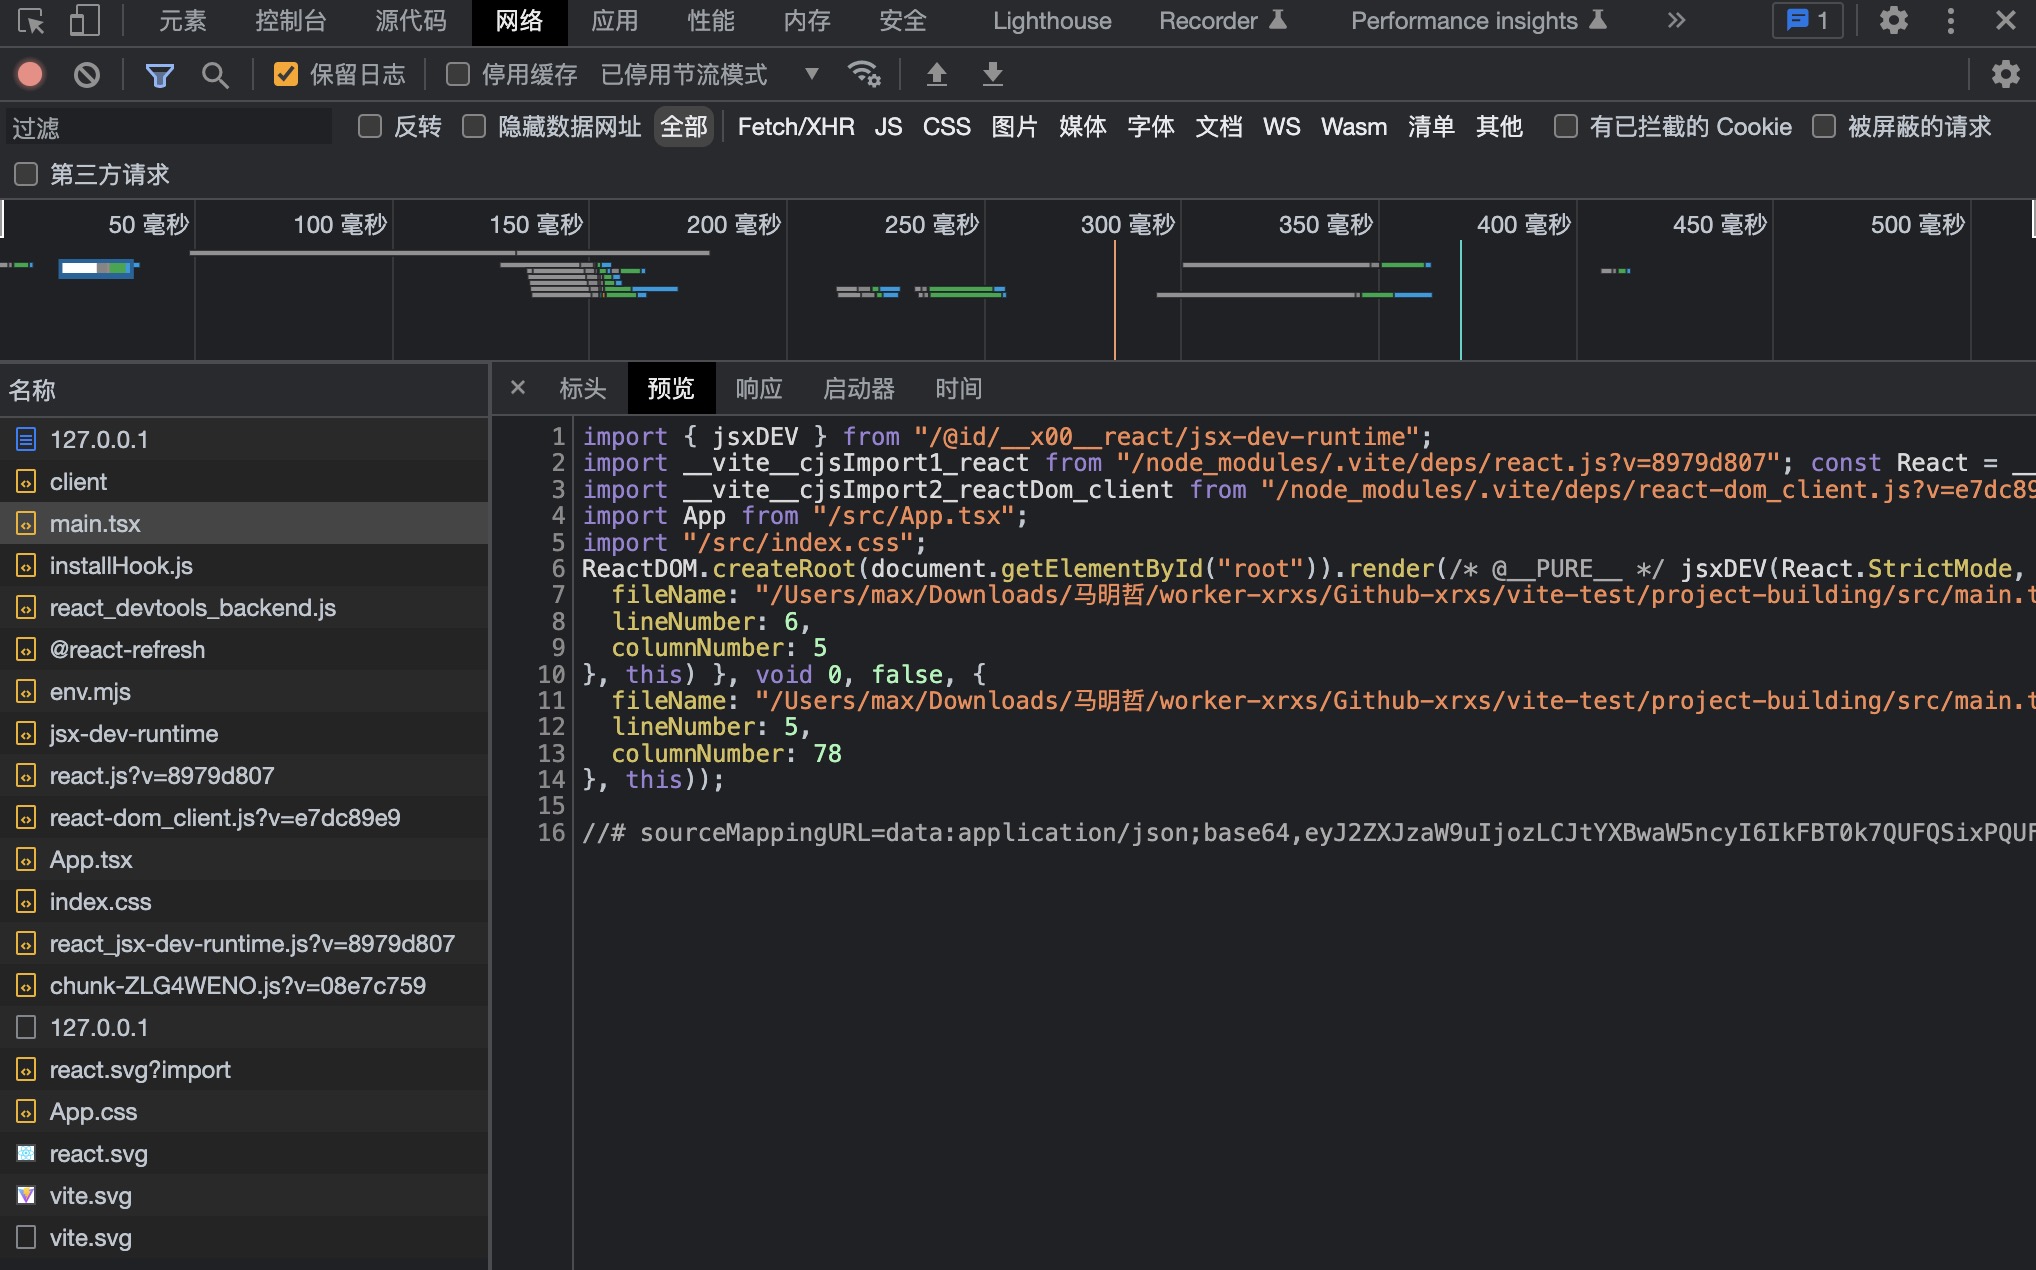 元素 控制台 源代码 网络 应用 性能 内存 安全 Lighthouse Recorder Performance insights 1
保留日志 停用缓存 已停用节流模式
过滤 反转 隐藏数据网址 全部 Fetch/XHR JS CSS 图片 媒体 字体 文档 WS Wasm 清单 其他 有已拦截的 Cookie 被屏蔽的请求
第三方请求
50 毫秒 100 毫秒 150 毫秒 200 毫秒 250 毫秒 300 毫秒 350 毫秒 400 毫秒 450 毫秒 500 毫秒
名称
127.0.0.1
client
main.tsx
installHook.js
react_devtools_backend.js
@react-refresh
env.mjs
jsx-dev-runtime
react.js?v=8979d807
react-dom_client.js?v=e7dc89e9
App.tsx
index.css
react_jsx-dev-runtime.js?v=8979d807
chunk-ZLG4WENO.js?v=08e7c759
127.0.0.1
react.svg?import
App.css
react.svg
vite.svg
vite.svg
标头 预览 响应 启动器 时间
1 import { jsxDEV } from "/@id/__x00__react/jsx-dev-runtime";
2 import __vite__cjsImport1_react from "/node_modules/.vite/deps/react.js?v=8979d807"; const React = __
3 import __vite__cjsImport2_reactDom_client from "/node_modules/.vite/deps/react-dom_client.js?v=e7dc89
4 import App from "/src/App.tsx";
5 import "/src/index.css";
6 ReactDOM.createRoot(document.getElementById("root")).render(/* @__PURE__ */ jsxDEV(React.StrictMode,
7 fileName: "/Users/max/Downloads/马明哲/worker-xrxs/Github-xrxs/vite-test/project-building/src/main.t
8 lineNumber: 6,
9 columnNumber: 5
10 }, this) }, void 0, false, {
11 fileName: "/Users/max/Downloads/马明哲/worker-xrxs/Github-xrxs/vite-test/project-building/src/main.t
12 lineNumber: 5,
13 columnNumber: 78
14 }, this));
15
16 //# sourceMappingURL=data:application/json;base64,eyJ2ZXJzaW9uIjozLCJtYXBwaW5ncyI6IkFBT0k7QUFQSixPQUF